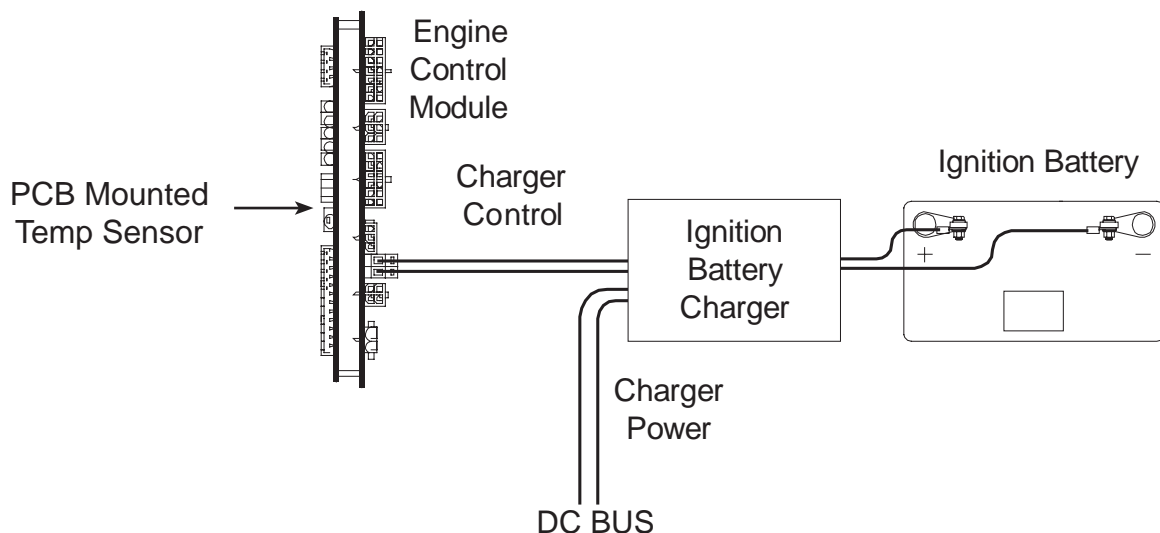 Engine
Control
Module
PCB Mounted
Temp Sensor
Charger
Control
Ignition
Battery
Charger
Ignition Battery
+
−
Charger
Power
DC BUS